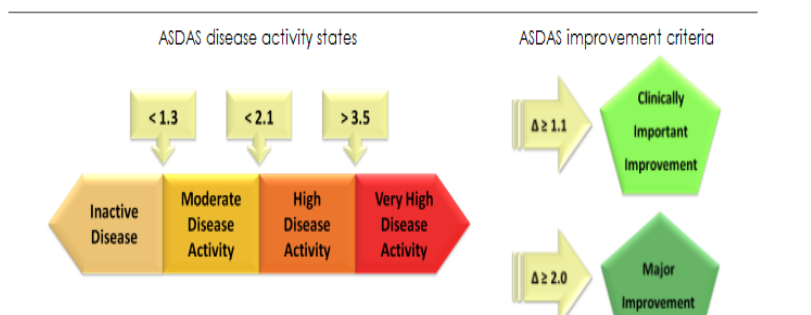 ASDAS disease activity states
ASDAS improvement criteria
< 1.3
< 2.1
> 3.5
Inactive
Disease
Moderate
Disease
Activity
High
Disease
Activity
Very High
Disease
Activity
Δ ≥ 1.1
Clinically
Important
Improvement
Δ ≥ 2.0
Major
Improvement